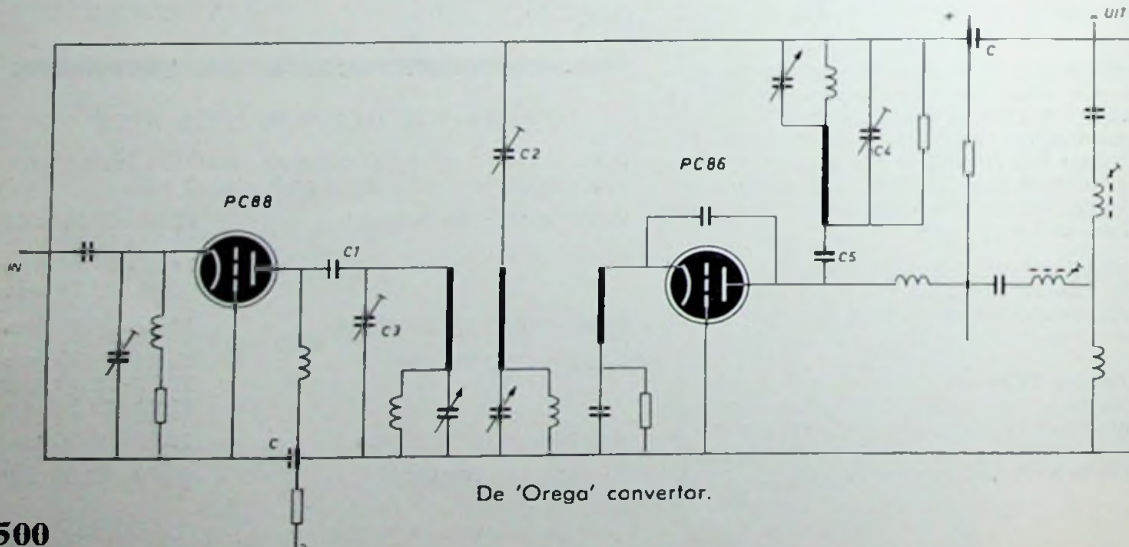 +
UIT
C
C2
PC86
C4
PC88
C1
C5
IN
C3
C
De 'Orega' convertor.
500